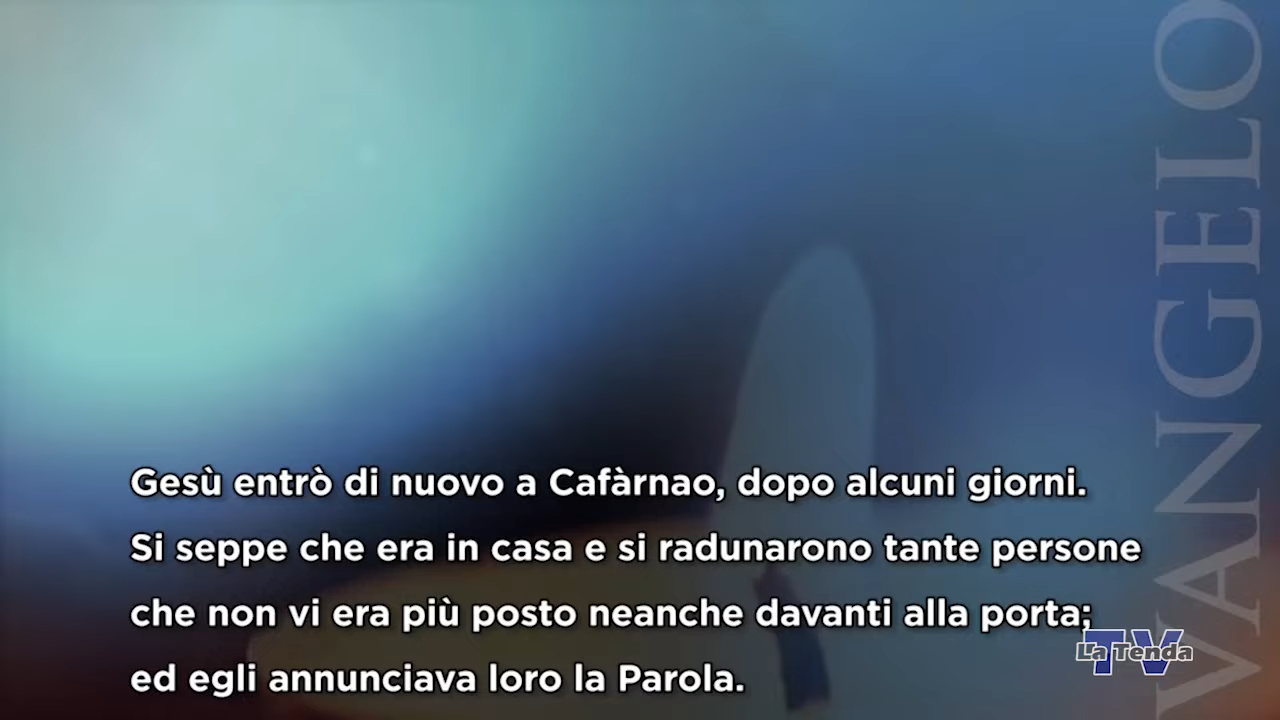 Gesù entrò di nuovo a Cafàrnao, dopo alcuni giorni.
Si seppe che era in casa e si radunarono tante persone
che non vi era più posto neanche davanti alla porta;
ed egli annunciava loro la Parola.
VANGELO
TV
La Tenda